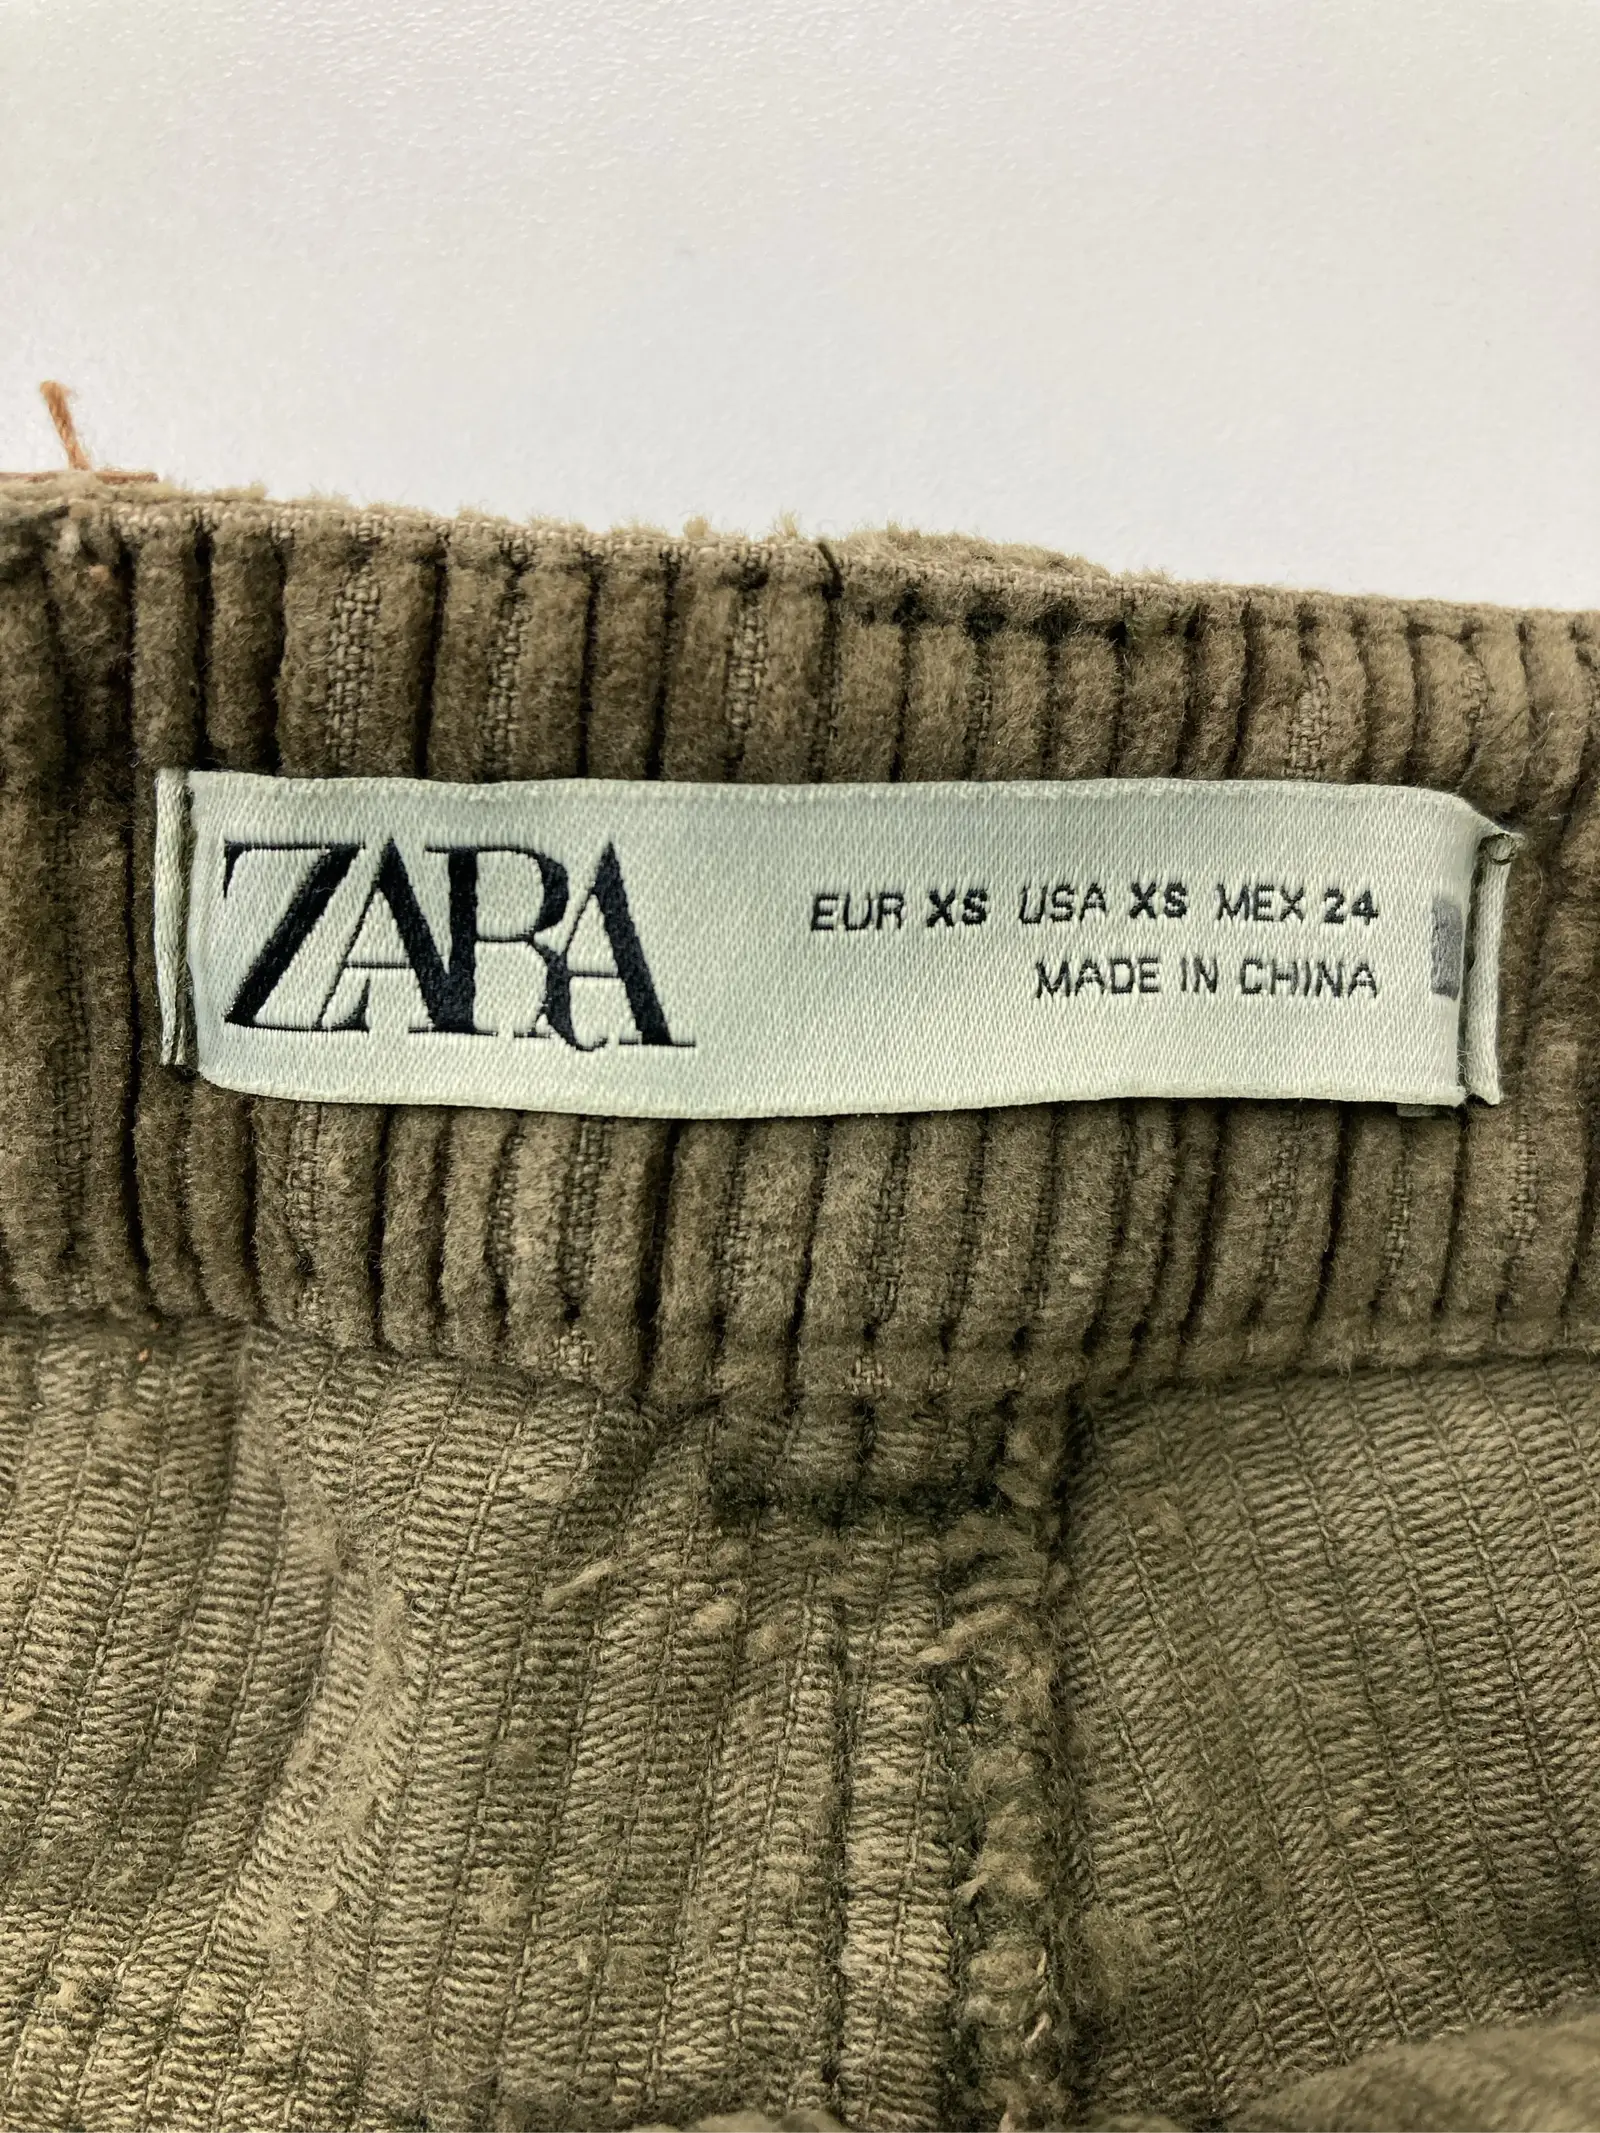 ZARA
EUR XS USA XS MEX 24
MADE IN CHINA